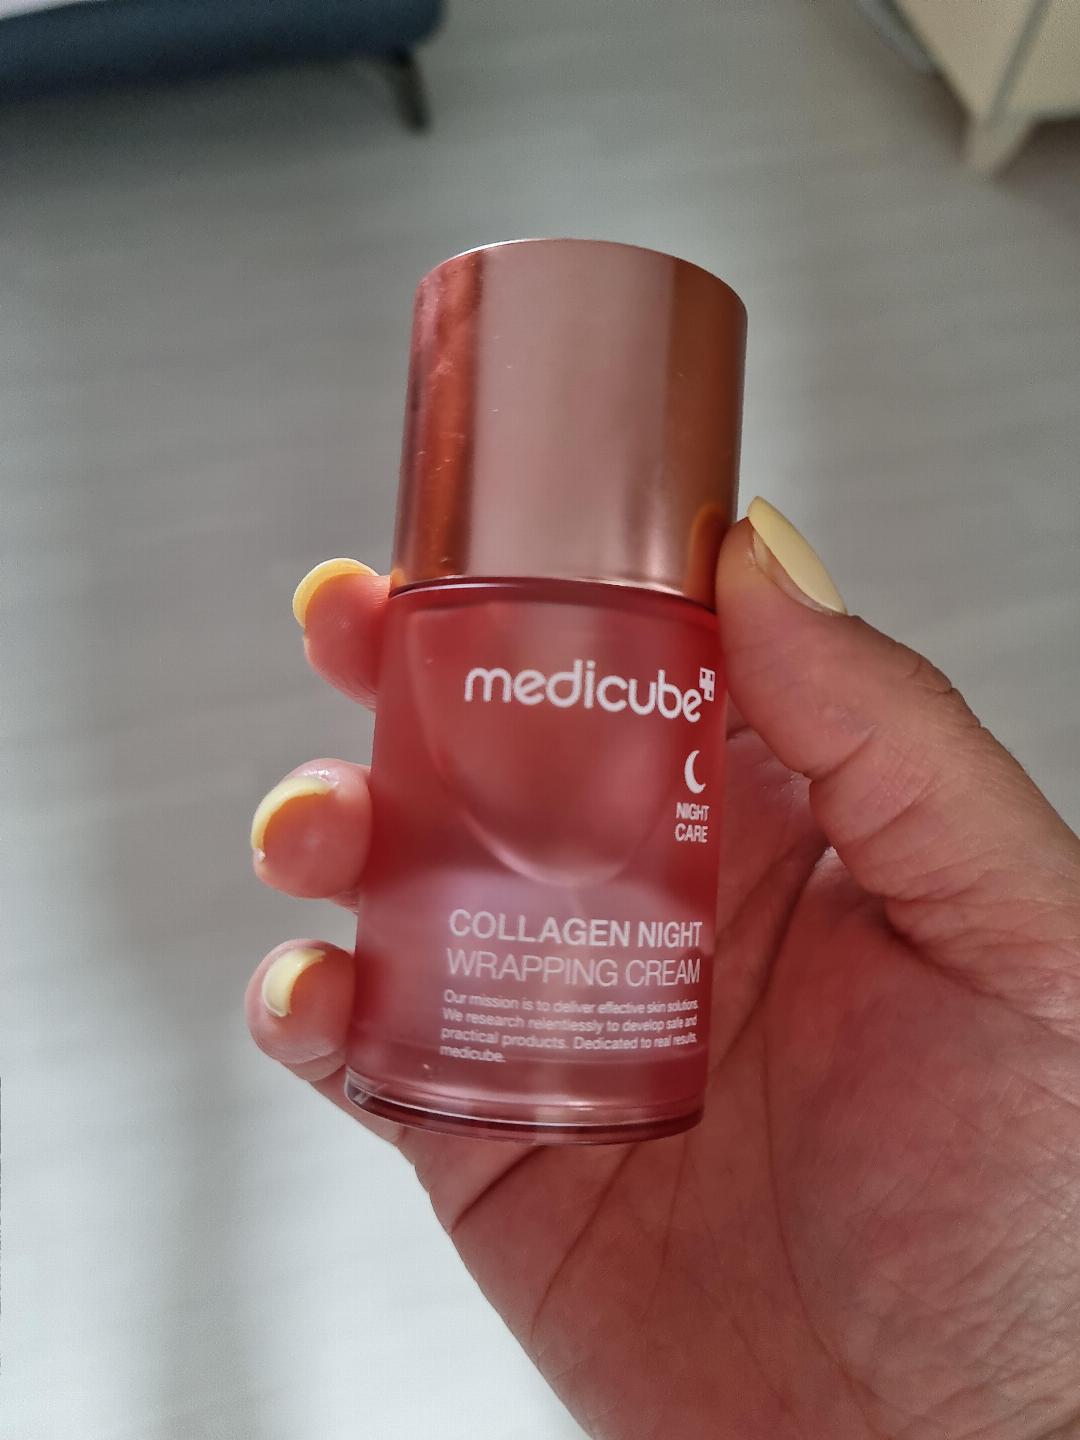 medicube
NIGHT
CARE
COLLAGEN NIGHT
WRAPPING CREAM
Our mission is to deliver effective skin solutions.
We research relentlessly to develop safe and
practical products. Dedicated to real results,
medicube.